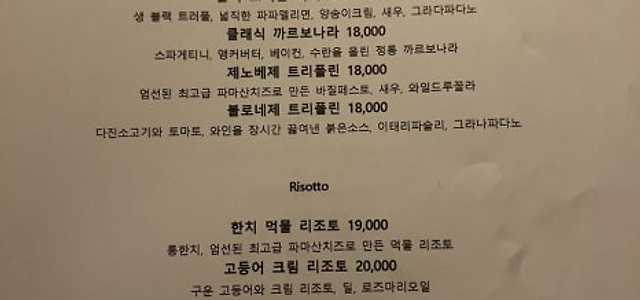 생 블랙 트러플, 넓직한 파파델리면, 양송이크림, 새우, 그라다파다노
클래식 까르보나라 18,000
스파게티니, 앵커버터, 베이컨, 수란을 올린 정통 까르보나라
제노베제 트리폴린 18,000
엄선된 최고급 파마산치즈로 만든 바질페스토, 새우, 와일드루꼴라
볼로네제 트리폴린 18,000
다진소고기와 토마토, 와인을 장시간 끓여낸 붉은소스, 이태리파슬리, 그라나파다노
Risotto
한치 먹물 리조토 19,000
통한치, 엄선된 최고급 파마산치즈로 만든 먹물 리조토
고등어 크림 리조토 20,000
구운 고등어와 크림 리조토, 딜, 로즈마리오일